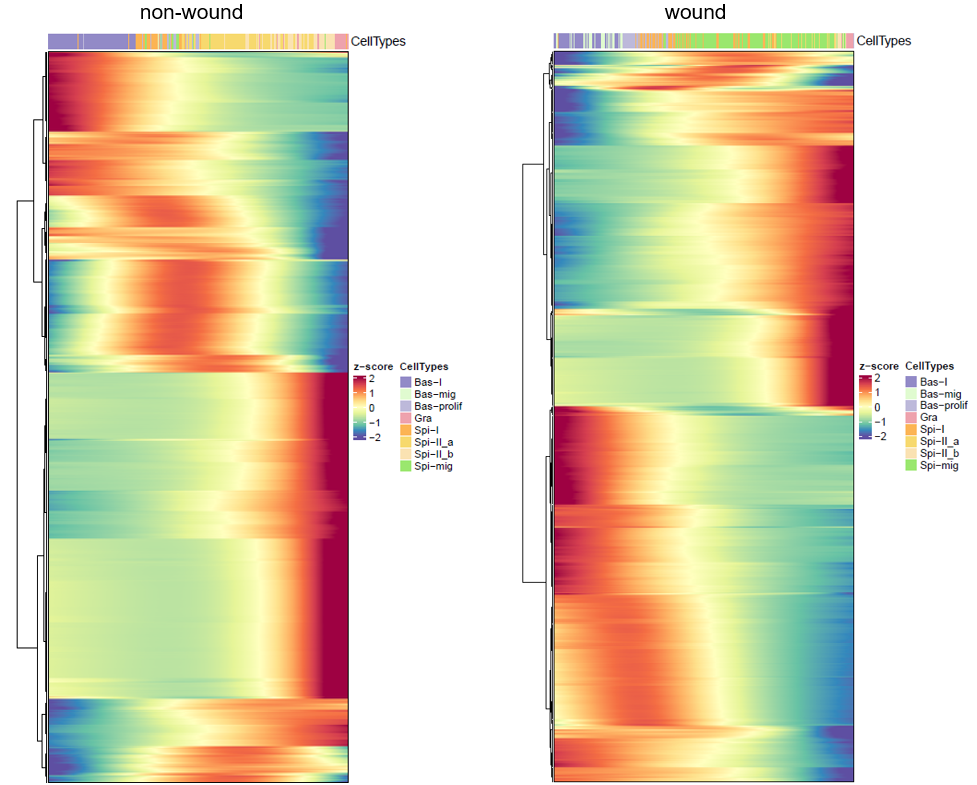 non-wound
CellTypes
z-score
2
1
0
−1
−2
CellTypes
Bas−I
Bas−mig
Bas−prolif
Gra
Spi−I
Spi−II_a
Spi−II_b
Spi−mig
wound
CellTypes
z−score
2
1
0
−1
−2
CellTypes
Bas−I
Bas−mig
Bas−prolif
Gra
Spi−I
Spi−II_a
Spi−II_b
Spi−mig